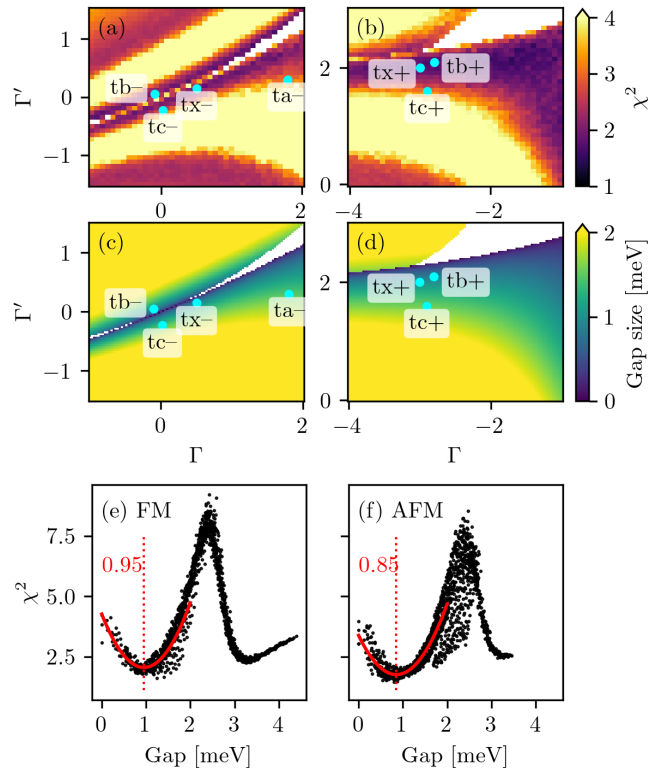 (a)
1
0
−1
Γ′
tb−
tx−
ta−
tc−
0
2
(b)
2
0
tx+
tb+
tc+
−4
−2
4
3
2
1
χ²
(c)
1
0
−1
Γ′
tb−
tx−
ta−
tc−
0
2
Γ
(d)
2
0
tx+
tb+
tc+
−4
−2
Γ
2
1
0
Gap size [meV]
(e) FM
7.5
5.0
2.5
χ²
0.95
0
1
2
3
4
Gap [meV]
(f) AFM
0.85
0
1
2
3
4
Gap [meV]